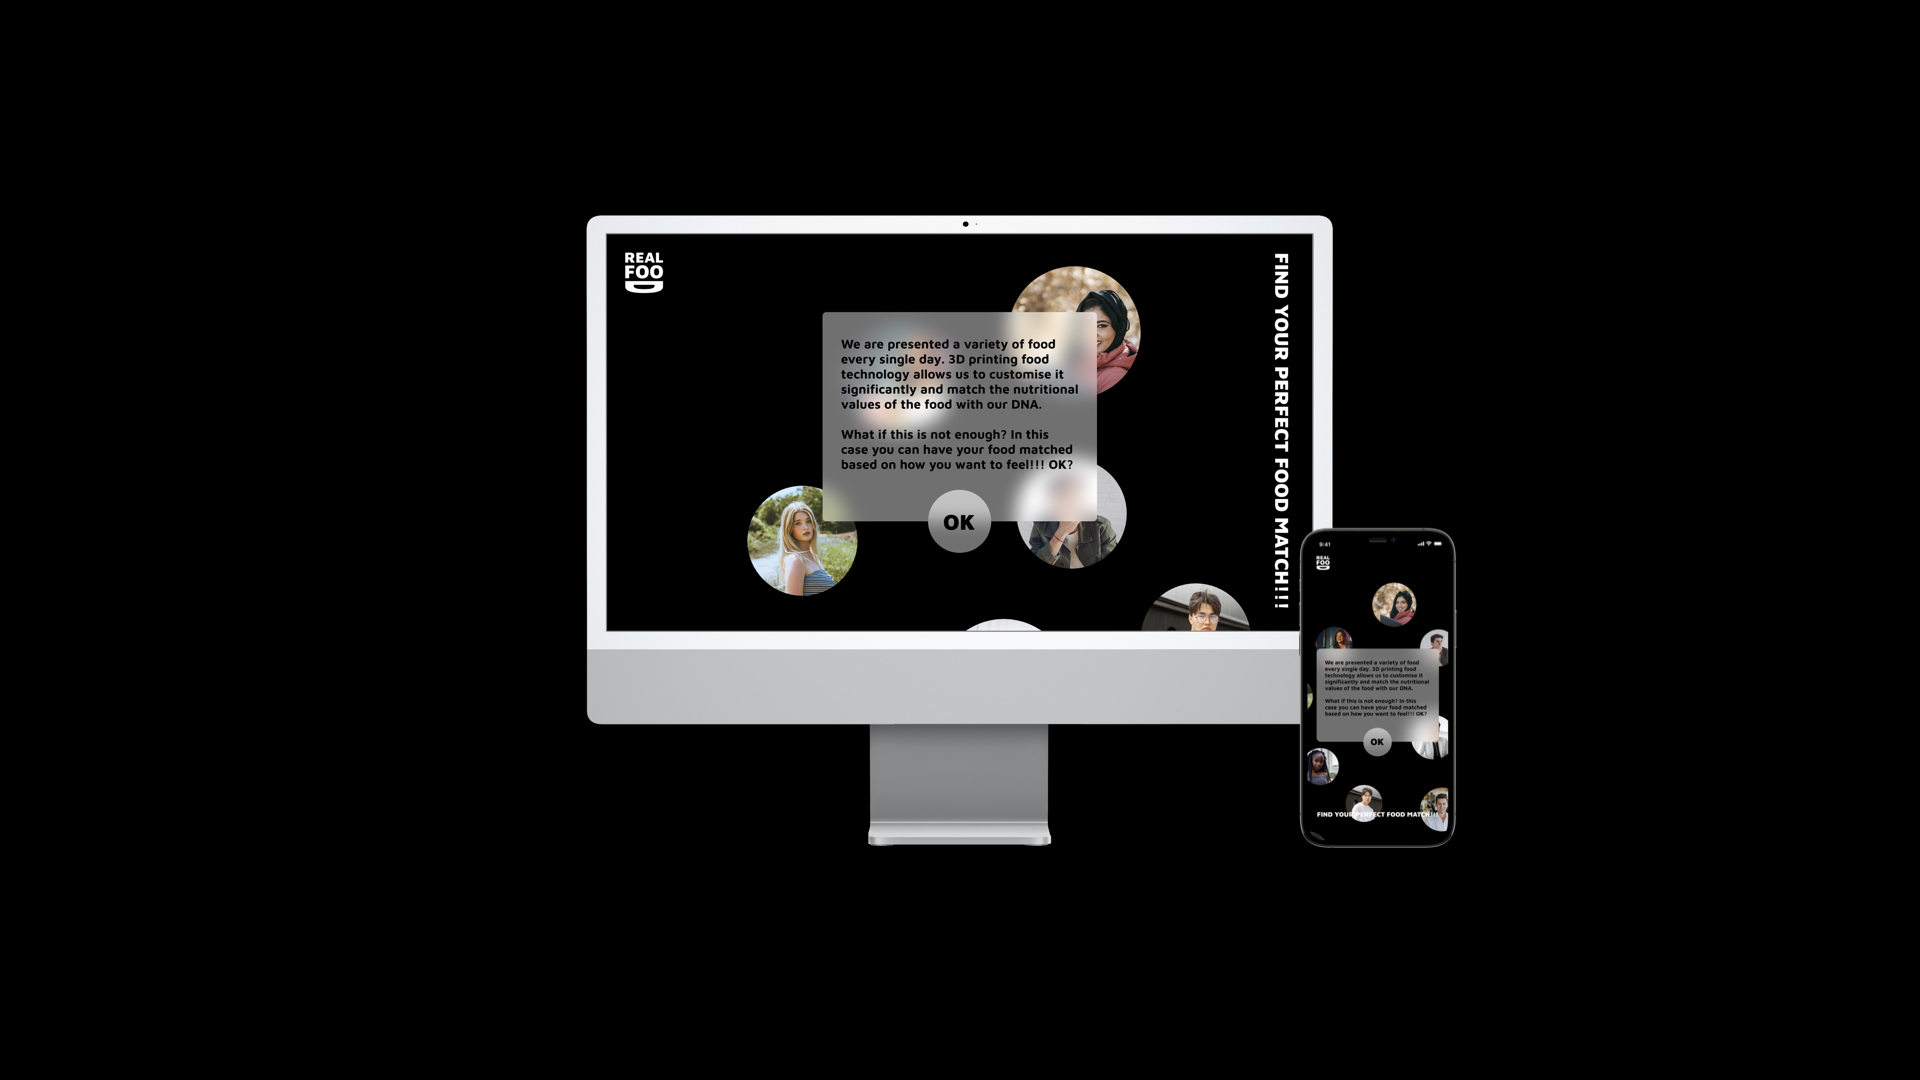 REAL
FOO
D
FIND YOUR PERFECT FOOD MATCH!!!
We are presented a variety of food
every single day. 3D printing food
technology allows us to customise it
significantly and match the nutritional
values of the food with our DNA.
What if this is not enough? In this
case you can have your food matched
based on how you want to feel!!! OK?
OK
9:41
REAL
FOO
D
We are presented a variety of food
every single day. 3D printing food
technology allows us to customise it
significantly and match the nutritional
values of the food with our DNA.
What if this is not enough? In this
case you can have your food matched
based on how you want to feel!!! OK?
OK
FIND YOUR PERFECT FOOD MATCH!!!